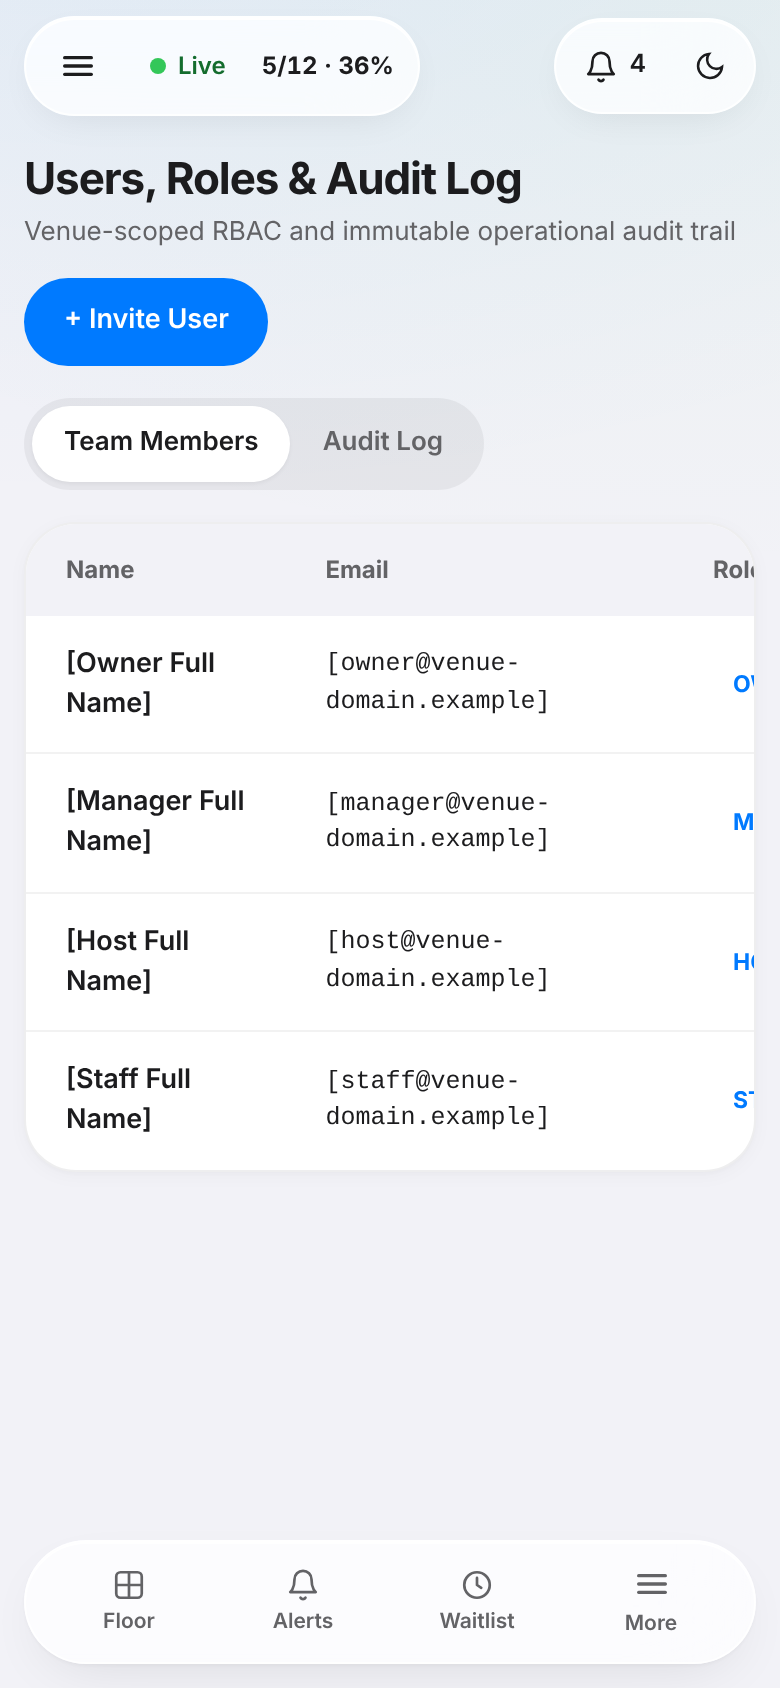 Live 5/12 · 36% 4
Users, Roles & Audit Log
Venue-scoped RBAC and immutable operational audit trail
+ Invite User
Team Members Audit Log
Name Email
[Owner Full
Name]
[owner@venue-
domain.example]
[Manager Full
Name]
[manager@venue-
domain.example]
[Host Full
Name]
[host@venue-
domain.example]
[Staff Full
Name]
[staff@venue-
domain.example]
Floor Alerts Waitlist More